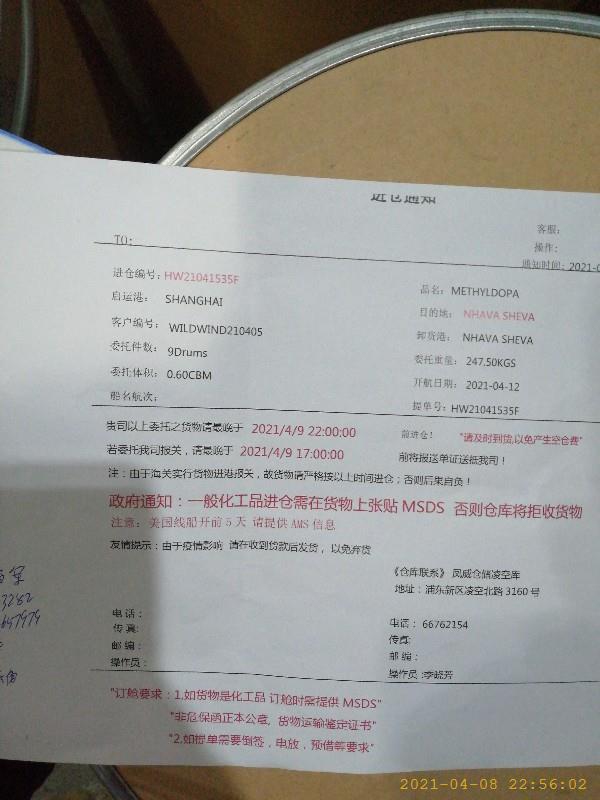 进仓通知
客服：
TO:
操作：
通知时间：2021-0
进仓编号：HW21041535F
品名：METHYLDOPA
启运港： SHANGHAI
目的地： NHAVA SHEVA
客户编号： WILDWIND210405
卸货港： NHAVA SHEVA
委托件数： 9Drums
委托重量： 247.50KGS
委托体积： 0.60CBM
开航日期： 2021-04-12
船名航次：
提单号：HW21041535F
贵司以上委托之货物请最晚于 2021/4/9 22:00:00 前进仓！ "请及时到货,以免产生空仓费"
若委托我司报关，请最晚于 2021/4/9 17:00:00 前将报送单证送抵我司！
注：由于海关实行货物进港报关，故货物请严格按以上时间进仓；否则后果自负！
政府通知：一般化工品进仓需在货物上张贴 MSDS 否则仓库将拒收货物
注意：美国线船开前 5 天 请提供 AMS 信息
友情提示：由于疫情影响 请在收到货款后发货，以免弃货
《仓库联系》 凤威仓储凌空库
地址：浦东新区凌空北路 3160 号
电话：
电话： 66762154
传真:
传真:
邮编：
邮编：
操作员：
操作员 :李晓芳
"订舱要求：1,如货物是化工品 订舱时需提供 MSDS"
"非危保函正本公章，货物运输鉴定证书"
"2,如提单需要倒签，电放，预借等要求"
2021-04-08 22:56:02